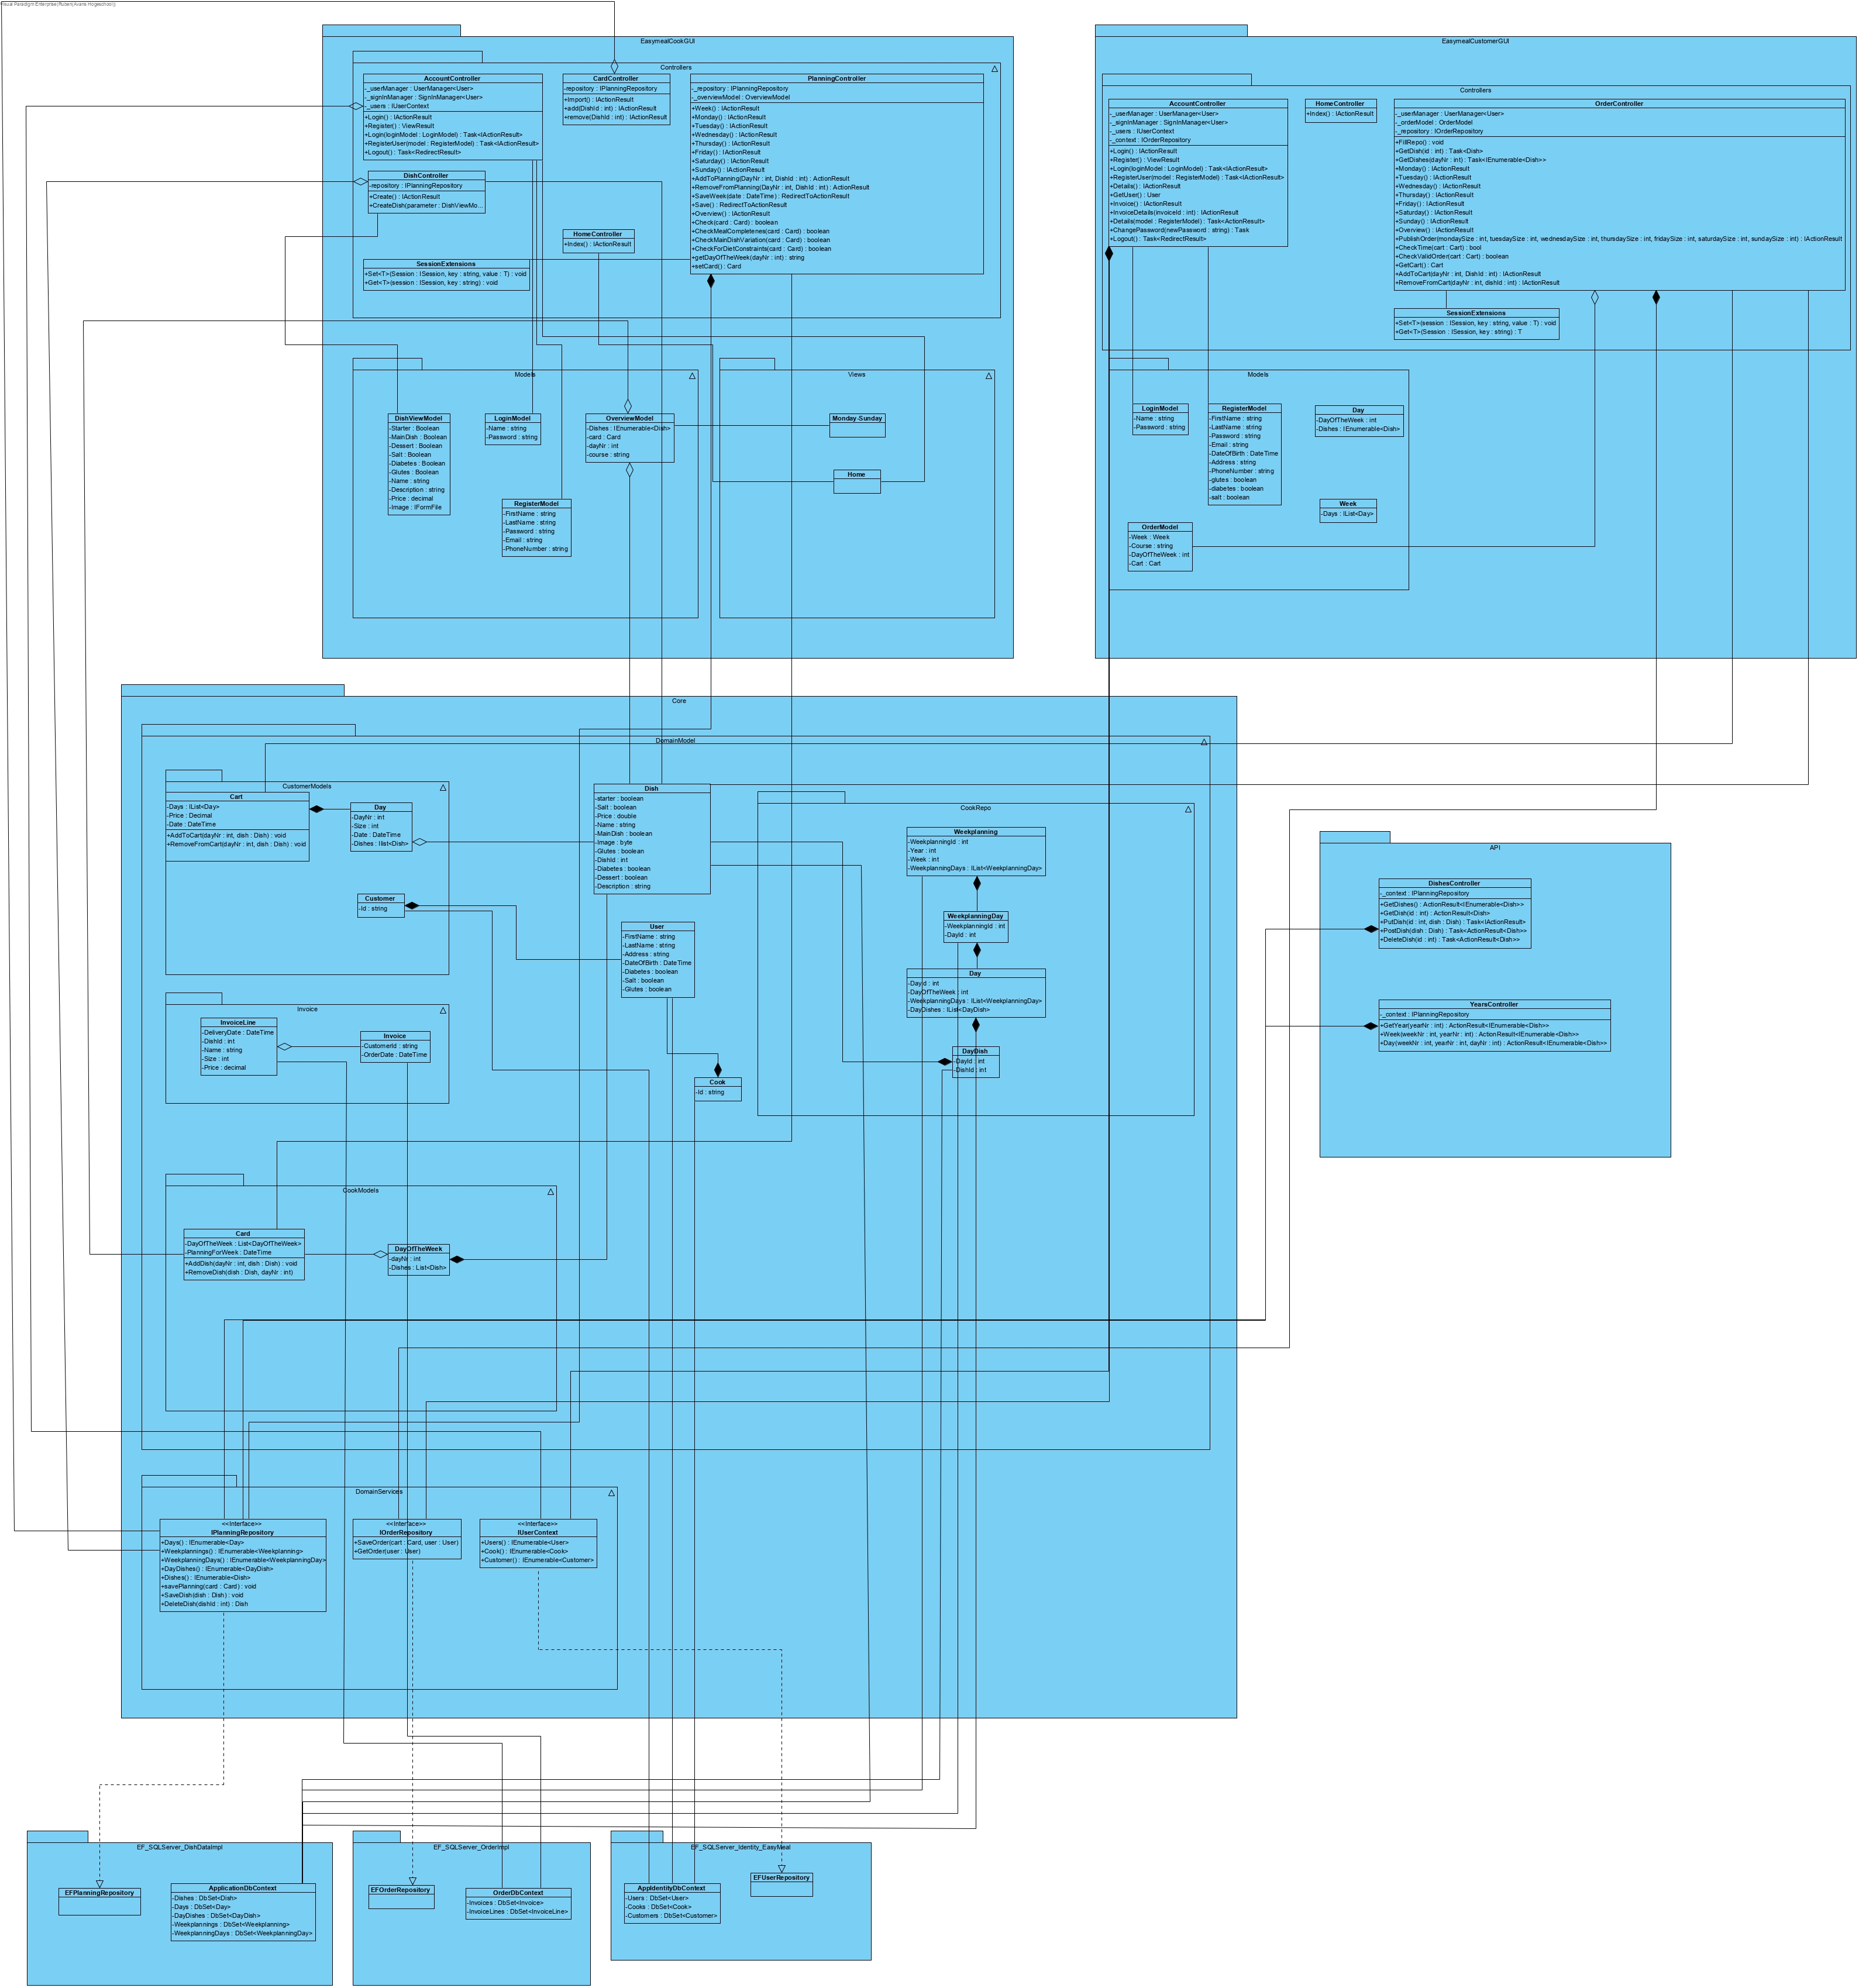 Visual Paradigm Enterprise(Ruben(Avans Hogeschool))
EasymealCookGUI
Controllers
AccountController
-_userManager : UserManager<User>
-_signInManager : SignInManager<User>
-_users : IUserContext
+Login() : IActionResult
+Register() : ViewResult
+Login(loginModel : LoginModel) : Task<IActionResult>
+RegisterUser(model : RegisterModel) : Task<IActionResult>
+Logout() : Task<RedirectResult>
CardController
-repository : IPlanningRepository
+Import() : IActionResult
+add(DishId : int) : IActionResult
+remove(DishId : int) : IActionResult
PlanningController
-_repository : IPlanningRepository
-_overviewModel : OverviewModel
+Week() : IActionResult
+Monday() : IActionResult
+Tuesday() : IActionResult
+Wednesday() : IActionResult
+Thursday() : IActionResult
+Friday() : IActionResult
+Saturday() : IActionResult
+Sunday() : IActionResult
+AddToPlanning(DayNr : int, DishId : int) : ActionResult
+RemoveFromPlanning(DayNr : int, DishId : int) : ActionResult
+SaveWeek(date : DateTime) : RedirectToActionResult
+Save() : RedirectToActionResult
+Overview() : IActionResult
+Check(card : Card) : boolean
+CheckMealCompletenes(card : Card) : boolean
+CheckMainDishVariation(card : Card) : boolean
+CheckForDietConstraints(card : Card) : boolean
+getDayOfTheWeek(dayNr : int) : string
+setCard() : Card
DishController
-repository : IPlanningRepository
+Create() : IActionResult
+CreateDish(parameter : DishViewMo...
HomeController
+Index() : IActionResult
SessionExtensions
+Set<T>(Session : ISession, key : string, value : T) : void
+Get<T>(session : ISession, key : string) : void
Models
DishViewModel
-Starter : Boolean
-MainDish : Boolean
-Dessert : Boolean
-Salt : Boolean
-Diabetes : Boolean
-Glutes : Boolean
-Name : string
-Description : string
-Price : decimal
-Image : IFormFile
LoginModel
-Name : string
-Password : string
OverviewModel
-Dishes : IEnumerable<Dish>
-card : Card
-dayNr : int
-course : string
RegisterModel
-FirstName : string
-LastName : string
-Password : string
-Email : string
-PhoneNumber : string
Views
Monday-Sunday
Home
EasymealCustomerGUI
Controllers
AccountController
-_userManager : UserManager<User>
-_signManager : SignInManager<User>
-_users : IUserContext
-_context : IOrderRepository
+Login() : IActionResult
+Register() : ViewResult
+Login(loginModel : LoginModel) : Task<IActionResult>
+RegisterUser(model : RegisterModel) : Task<IActionResult>
+Details() : IActionResult
+GetUser() : User
+Invoice() : IActionResult
+InvoiceDetails(invoiceId : int) : IActionResult
+Details(model : RegisterModel) : Task<ActionResult>
+ChangePassword(newPassword : string) : Task
+Logout() : Task<RedirectResult>
HomeController
+Index() : IActionResult
OrderController
-_userManager : UserManager<User>
-_orderModel : OrderModel
-_repository : IOrderRepository
+FillRepo() : void
+GetDish(id : int) : Task<Dish>
+GetDishes(dayNr : int) : Task<IEnumerable<Dish>>
+Monday() : IActionResult
+Tuesday() : IActionResult
+Wednesday() : IActionResult
+Thursday() : IActionResult
+Friday() : IActionResult
+Saturday() : IActionResult
+Sunday() : IActionResult
+Overview() : IActionResult
+PublishOrder(mondaySize : int, tuesdaySize : int, wednesdaySize : int, thursdaySize : int, fridaySize : int, saturdaySize : int, sundaySize : int) : IActionResult
+CheckTime(cart : Cart) : bool
+CheckValidOrder(cart : Cart) : boolean
+GetCart() : Cart
+AddToCart(dayNr : int, DishId : int) : IActionResult
+RemoveFromCart(dayNr : int, dishId : int) : IActionResult
SessionExtensions
+Set<T>(session : ISession, key : string, value : T) : void
+Get<T>(Session : ISession, key : string) : T
Models
LoginModel
-Name : string
-Password : string
RegisterModel
-FirstName : string
-LastName : string
-Password : string
-Email : string
-DateOfBirth : DateTime
-Address : string
-PhoneNumber : string
-glutes : boolean
-diabetes : boolean
-salt : boolean
Day
-DayOfTheWeek : int
-Dishes : IEnumerable<Dish>
Week
-Days : IList<Day>
OrderModel
-Week : Week
-Course : string
-DayOfTheWeek : int
-Cart : Cart
Core
DomainModel
CustomerModels
Cart
-Days : IList<Day>
-Price : Decimal
-Date : DateTime
+AddToCart(dayNr : int, dish : Dish) : void
+RemoveFromCart(dayNr : int, dish : Dish) : void
Day
-DayNr : int
-Size : int
-Date : DateTime
-Dishes : Ilist<Dish>
Customer
-Id : string
Dish
-starter : boolean
-Salt : boolean
-Price : double
-Name : string
-MainDish : boolean
-Image : byte
-Glutes : boolean
-DishId : int
-Diabetes : boolean
-Dessert : boolean
-Description : string
User
-FirstName : string
-LastName : string
-Address : string
-DateOfBirth : DateTime
-Diabetes : boolean
-Salt : boolean
-Glutes : boolean
Cook
-Id : string
CookRepo
Weekplanning
-WeekplanningId : int
-Year : int
-Week : int
-WeekplanningDays : IList<WeekplanningDay>
WeekplanningDay
-WeekplanningId : int
-DayId : int
Day
-DayId : int
-DayOfTheWeek : int
-WeekplanningDays : IList<WeekplanningDay>
-DayDishes : IList<DayDish>
DayDish
-DayId : int
-DishId : int
Invoice
InvoiceLine
-DeliveryDate : DateTime
-DishId : int
-Name : string
-Size : int
-Price : decimal
Invoice
-CustomerId : string
-OrderDate : DateTime
CookModels
Card
-DayOfTheWeek : List<DayOfTheWeek>
-PlanningForWeek : DateTime
+AddDish(dayNr : int, dish : Dish) : void
+RemoveDish(dish : Dish, dayNr : int)
DayOfTheWeek
-dayNr : int
-Dishes : List<Dish>
API
DishesController
-_context : IPlanningRepository
+GetDishes() : ActionResult<IEnumerable<Dish>>
+GetDish(id : int) : ActionResult<Dish>
+PutDish(id : int, dish : Dish) : Task<IActionResult>
+PostDish(dish : Dish) : Task<ActionResult<Dish>>
+DeleteDish(id : int) : Task<ActionResult<Dish>>
YearsController
-_context : IPlanningRepository
+GetYear(yearNr : int) : ActionResult<IEnumerable<Dish>>
+Week(weekNr : int, yearNr : int) : ActionResult<IEnumerable<Dish>>
+Day(weekNr : int, yearNr : int, dayNr : int) : ActionResult<IEnumerable<Dish>>
DomainServices
<<Interface>>
IPlanningRepository
+Days() : IEnumerable<Day>
+Weekplannings() : IEnumerable<Weekplanning>
+WeekplanningDays() : IEnumerable<WeekplanningDay>
+DayDishes() : IEnumerable<DayDish>
+Dishes() : IEnumerable<Dish>
+savePlanning(card : Card) : void
+SaveDish(dish : Dish) : void
+DeleteDish(dishId : int) : Dish
<<Interface>>
IOrderRepository
+SaveOrder(cart : Card, user : User)
+GetOrder(user : User)
<<Interface>>
IUserContext
+Users() : IEnumerable<User>
+Cook() : IEnumerable<Cook>
+Customer() : IEnumerable<Customer>
EF_SQLServer_DishDataImpl
EFPlanningRepository
ApplicationDbContext
-Dishes : DbSet<Dish>
-Days : DbSet<Day>
-DayDishes : DbSet<DayDish>
-Weekplannings : DbSet<Weekplanning>
-WeekplanningDays : DbSet<WeekplanningDay>
EF_SQLServer_OrderImpl
EFOrderRepository
OrderDbContext
-Invoices : DbSet<Invoice>
-InvoiceLines : DbSet<InvoiceLine>
EF_SQLServer_Identity_EasyMeal
AppIdentityDbContext
-Users : DbSet<User>
-Cooks : DbSet<Cook>
-Customers : DbSet<Customer>
EFUserRepository